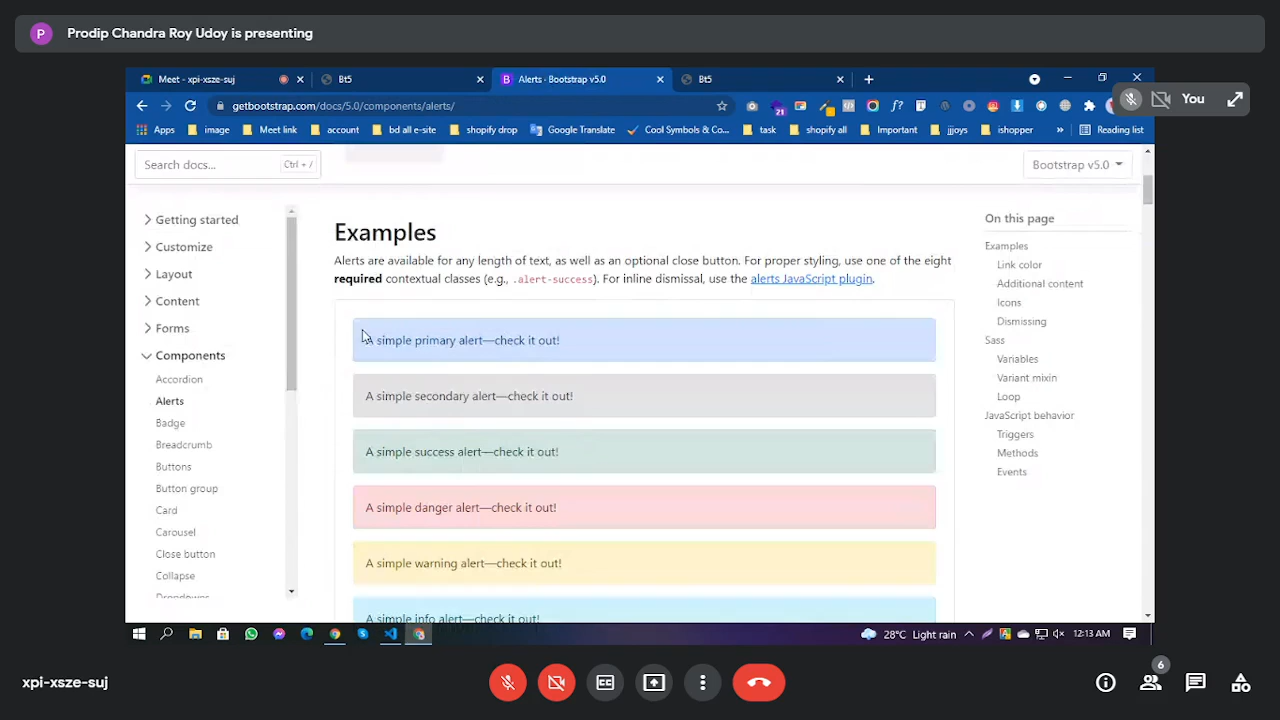 P Prodip Chandra Roy Udoy is presenting
Meet - xpi-xsze-suj
Bt5
B Alerts · Bootstrap v5.0
Bt5
getbootstrap.com/docs/5.0/components/alerts/
21
You
Apps
image
Meet link
account
bd all e-site
shopify drop
Google Translate
Cool Symbols & Co...
task
shopify all
Important
jjjoys
ishopper
»
Reading list
Search docs...
Ctrl + /
Bootstrap v5.0
Getting started
Customize
Layout
Content
Forms
Components
Accordion
Alerts
Badge
Breadcrumb
Buttons
Button group
Card
Carousel
Close button
Collapse
Dropdowns
Examples
Alerts are available for any length of text, as well as an optional close button. For proper styling, use one of the eight
required contextual classes (e.g., .alert-success). For inline dismissal, use the alerts JavaScript plugin.
A simple primary alert—check it out!
A simple secondary alert—check it out!
A simple success alert—check it out!
A simple danger alert—check it out!
A simple warning alert—check it out!
A simple info alert—check it out!
On this page
Examples
Link color
Additional content
Icons
Dismissing
Sass
Variables
Variant mixin
Loop
JavaScript behavior
Triggers
Methods
Events
28°C Light rain
12:13 AM
xpi-xsze-suj
CC
6